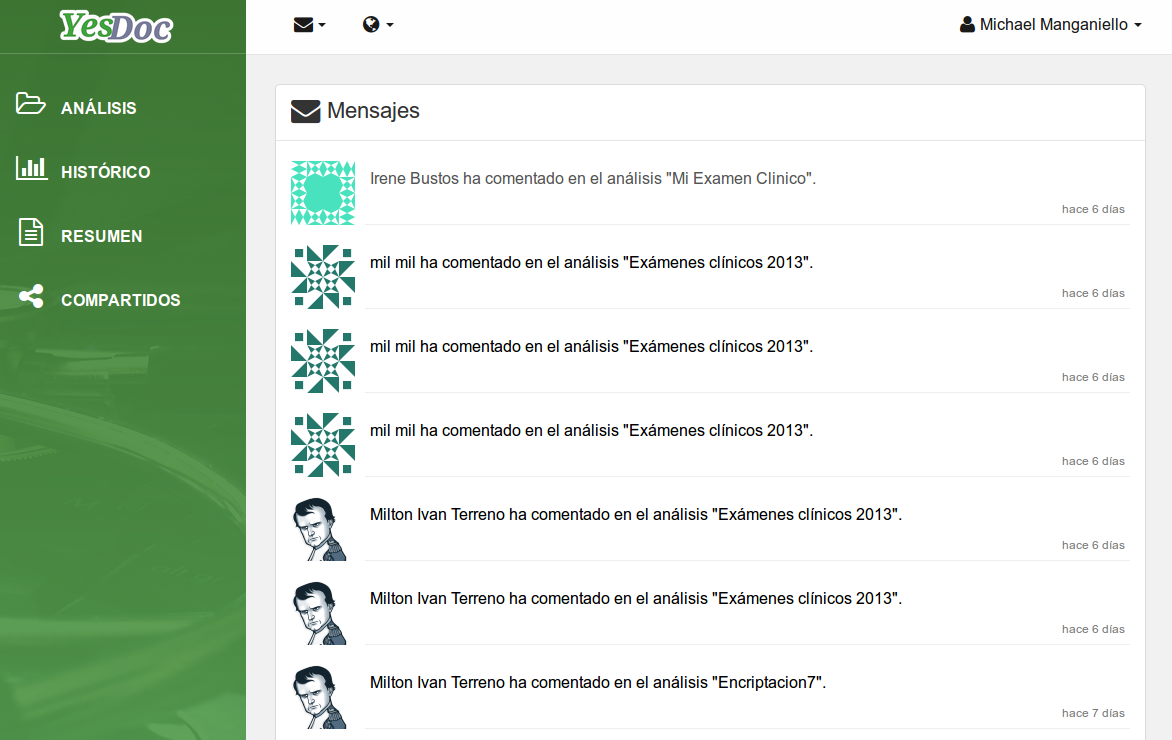 YesDoc
Michael Manganiello
ANÁLISIS
HISTÓRICO
RESUMEN
COMPARTIDOS
Mensajes
Irene Bustos ha comentado en el análisis "Mi Examen Clinico".
hace 6 días
mil mil ha comentado en el análisis "Exámenes clínicos 2013".
hace 6 días
mil mil ha comentado en el análisis "Exámenes clínicos 2013".
hace 6 días
mil mil ha comentado en el análisis "Exámenes clínicos 2013".
hace 6 días
Milton Ivan Terreno ha comentado en el análisis "Exámenes clínicos 2013".
hace 6 días
Milton Ivan Terreno ha comentado en el análisis "Exámenes clínicos 2013".
hace 6 días
Milton Ivan Terreno ha comentado en el análisis "Encriptacion7".
hace 7 días